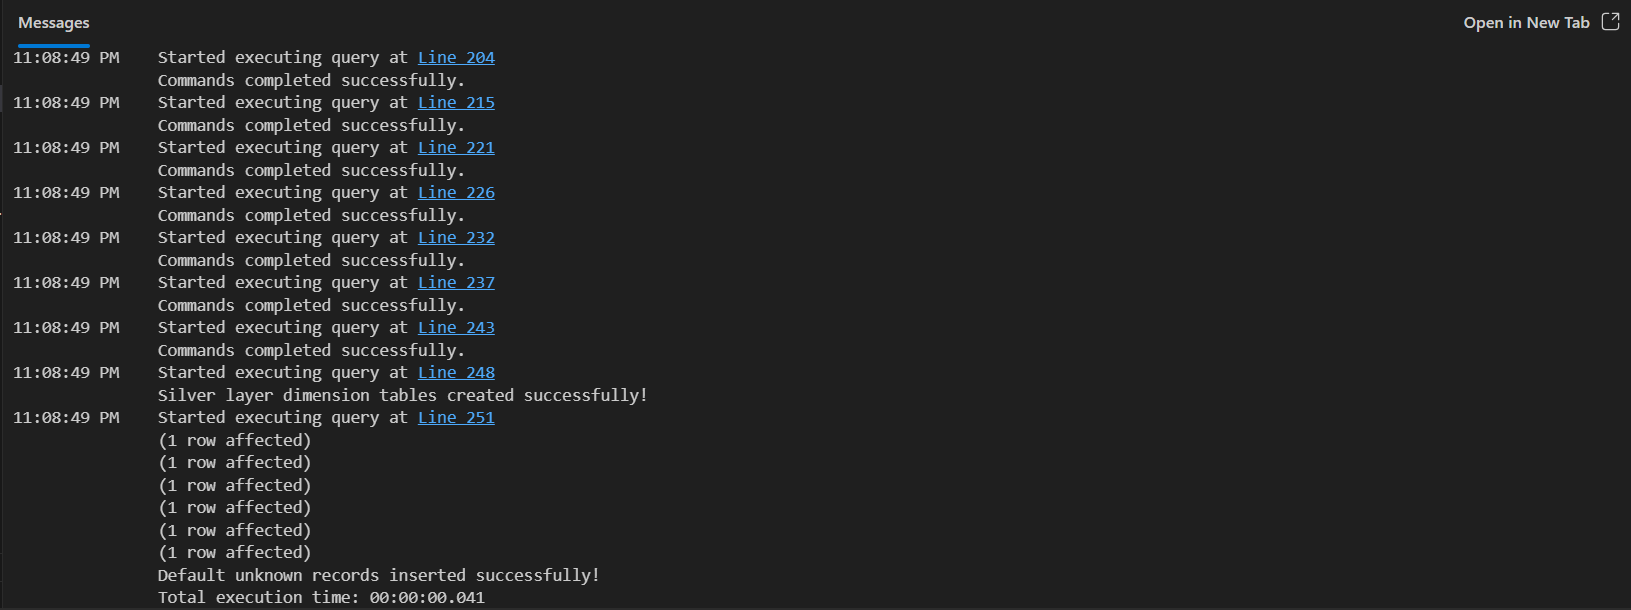 Messages
Open in New Tab
11:08:49 PM Started executing query at Line 204
Commands completed successfully.
11:08:49 PM Started executing query at Line 215
Commands completed successfully.
11:08:49 PM Started executing query at Line 221
Commands completed successfully.
11:08:49 PM Started executing query at Line 226
Commands completed successfully.
11:08:49 PM Started executing query at Line 232
Commands completed successfully.
11:08:49 PM Started executing query at Line 237
Commands completed successfully.
11:08:49 PM Started executing query at Line 243
Commands completed successfully.
11:08:49 PM Started executing query at Line 248
Silver layer dimension tables created successfully!
11:08:49 PM Started executing query at Line 251
(1 row affected)
(1 row affected)
(1 row affected)
(1 row affected)
(1 row affected)
(1 row affected)
Default unknown records inserted successfully!
Total execution time: 00:00:00.041